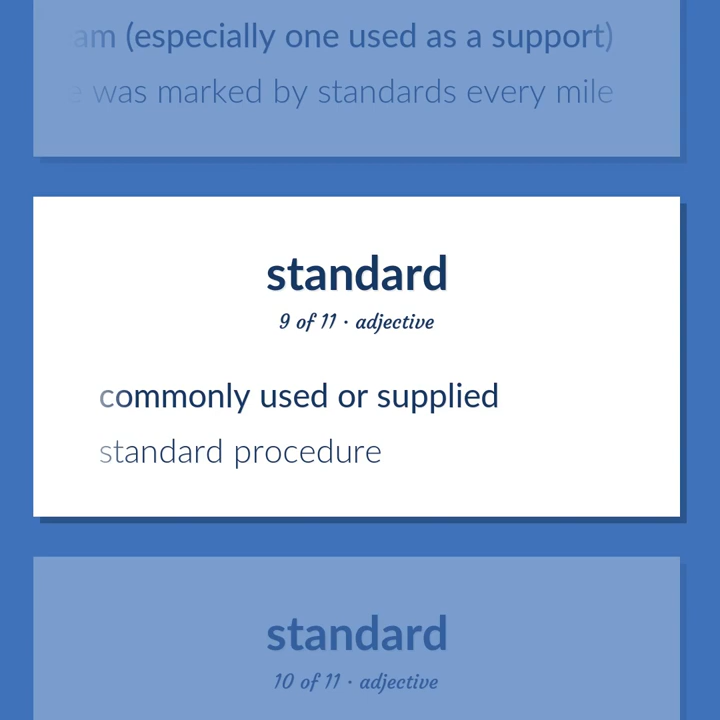 (especially one used as a support)
was marked by standards every mile
standard
9 of 11 · adjective
commonly used or supplied
standard procedure
standard
10 of 11 · adjective